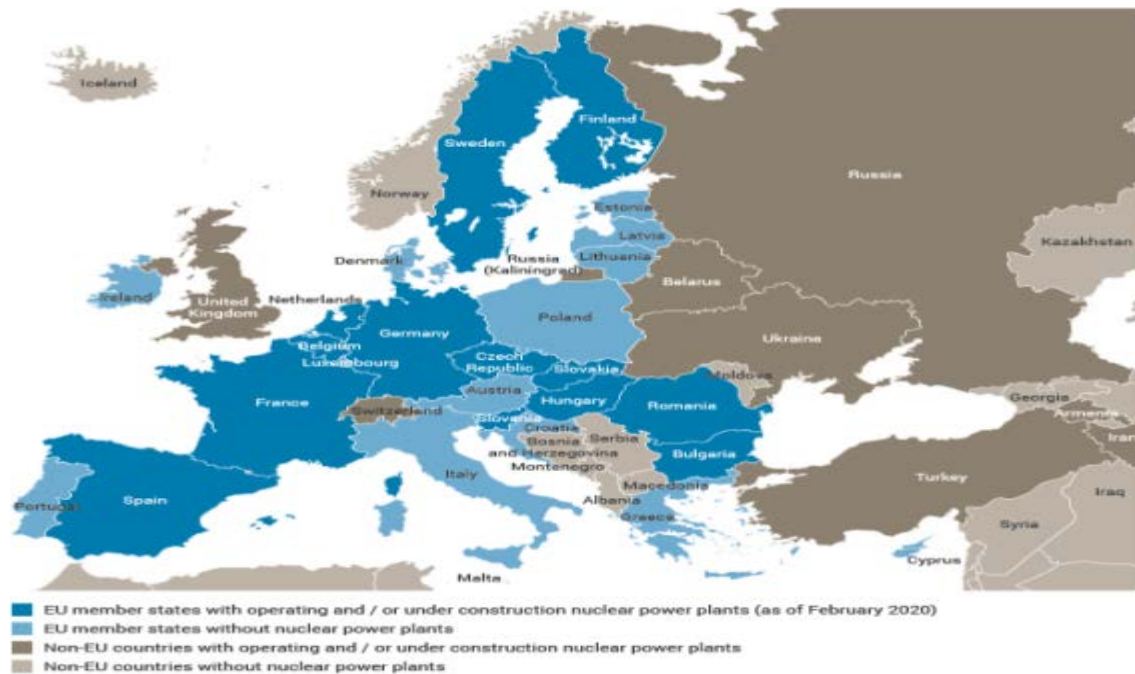 Iceland
Finland
Sweden
Russia
Norway
Estonia
Kazakhstan
Latvia
Denmark
Russia
(Kaliningrad)
Lithuania
Belarus
Ireland
United
Kingdom
Netherlands
Germany
Poland
Ukraine
Belgium
Luxembourg
Czech
Republic
Slovakia
Moldova
Austria
France
Switzerland
Hungary
Romania
Georgia
Slovenia
Croatia
Armenia
Bosnia
and Herzegovina
Serbia
Iran
Montenegro
Bulgaria
Italy
Macedonia
Turkey
Iraq
Portugal
Spain
Albania
Greece
Syria
Cyprus
Malta
EU member states with operating and / or under construction nuclear power plants (as of February 2020)
EU member states without nuclear power plants
Non-EU countries with operating and / or under construction nuclear power plants
Non-EU countries without nuclear power plants